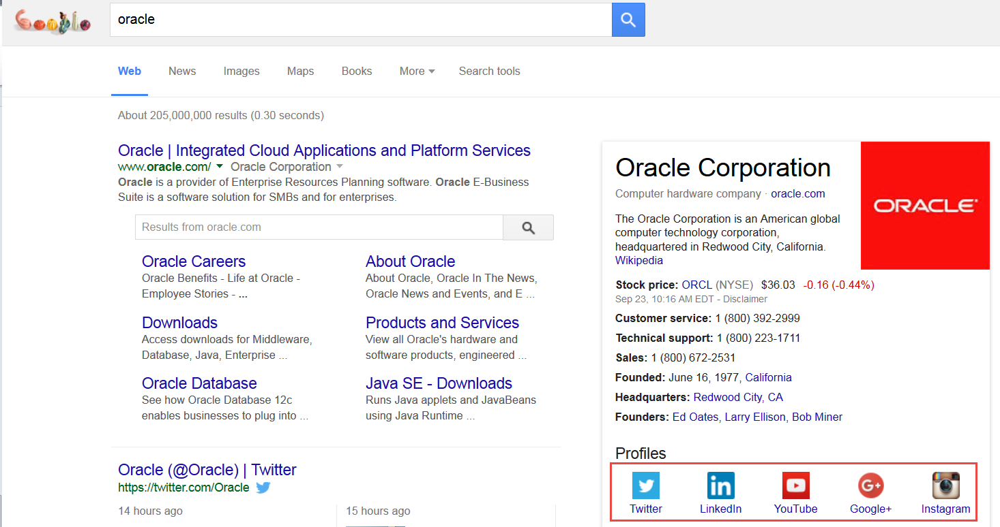 Google
oracle
Web News Images Maps Books More Search tools
About 205,000,000 results (0.30 seconds)
Oracle | Integrated Cloud Applications and Platform Services
www.oracle.com/ Oracle Corporation
Oracle is a provider of Enterprise Resources Planning software. Oracle E-Business
Suite is a software solution for SMBs and for enterprises.
Results from oracle.com
Oracle Careers
Oracle Benefits - Life at Oracle -
Employee Stories - ...
About Oracle
About Oracle, Oracle In The News,
Oracle News and Events, and E ...
Downloads
Access downloads for Middleware,
Database, Java, Enterprise ...
Products and Services
View all Oracle's hardware and
software products, engineered ...
Oracle Database
See how Oracle Database 12c
enables businesses to plug into ...
Java SE - Downloads
Runs Java applets and JavaBeans
using Java Runtime ...
Oracle (@Oracle) | Twitter
https://twitter.com/Oracle
14 hours ago
15 hours ago
Oracle Corporation
Computer hardware company · oracle.com
ORACLE®
The Oracle Corporation is an American global
computer technology corporation,
headquartered in Redwood City, California.
Wikipedia
Stock price: ORCL (NYSE) $36.03 -0.16 (-0.44%)
Sep 23, 10:16 AM EDT - Disclaimer
Customer service: 1 (800) 392-2999
Technical support: 1 (800) 223-1711
Sales: 1 (800) 672-2531
Founded: June 16, 1977, California
Headquarters: Redwood City, CA
Founders: Ed Oates, Larry Ellison, Bob Miner
Profiles
in G+
Twitter LinkedIn YouTube Google+ Instagram